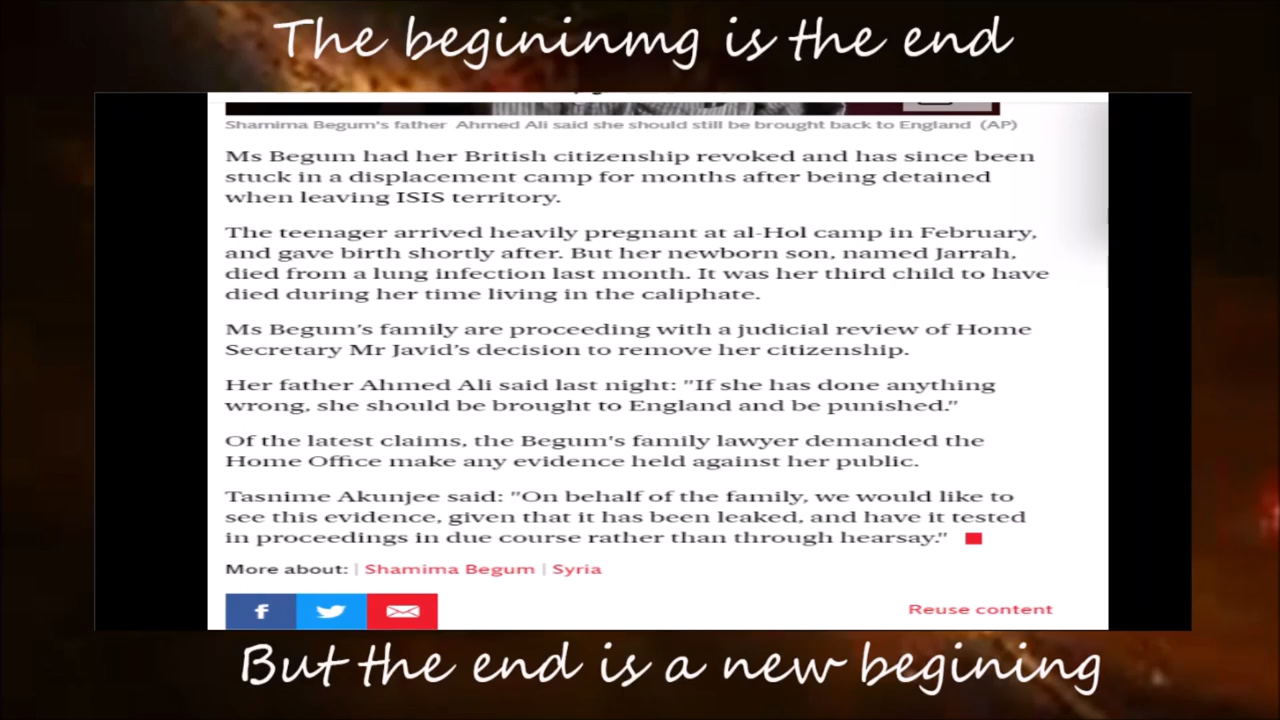 The begininmg is the end
Shamima Begum's father Ahmed Ali said she should still be brought back to England (AP)
Ms Begum had her British citizenship revoked and has since been
stuck in a displacement camp for months after being detained
when leaving ISIS territory.
The teenager arrived heavily pregnant at al-Hol camp in February,
and gave birth shortly after. But her newborn son, named Jarrah,
died from a lung infection last month. It was her third child to have
died during her time living in the caliphate.
Ms Begum's family are proceeding with a judicial review of Home
Secretary Mr Javid's decision to remove her citizenship.
Her father Ahmed Ali said last night: "If she has done anything
wrong, she should be brought to England and be punished."
Of the latest claims, the Begum's family lawyer demanded the
Home Office make any evidence held against her public.
Tasnime Akunjee said: "On behalf of the family, we would like to
see this evidence, given that it has been leaked, and have it tested
in proceedings in due course rather than through hearsay."
More about: | Shamima Begum | Syria
f
Reuse content
But the end is a new begining